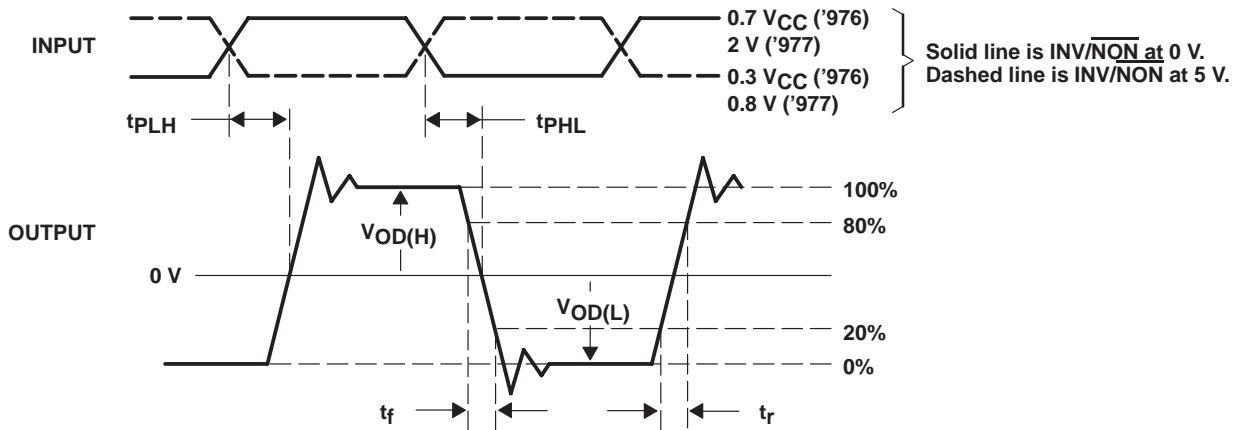 INPUT
0.7 VCC ('976)
2 V ('977)
0.3 VCC ('976)
0.8 V ('977)
Solid line is INV/NON at 0 V.
Dashed line is INV/NON at 5 V.
tPLH
tPHL
OUTPUT
100%
80%
VOD(H)
0 V
VOD(L)
20%
0%
tf
tr